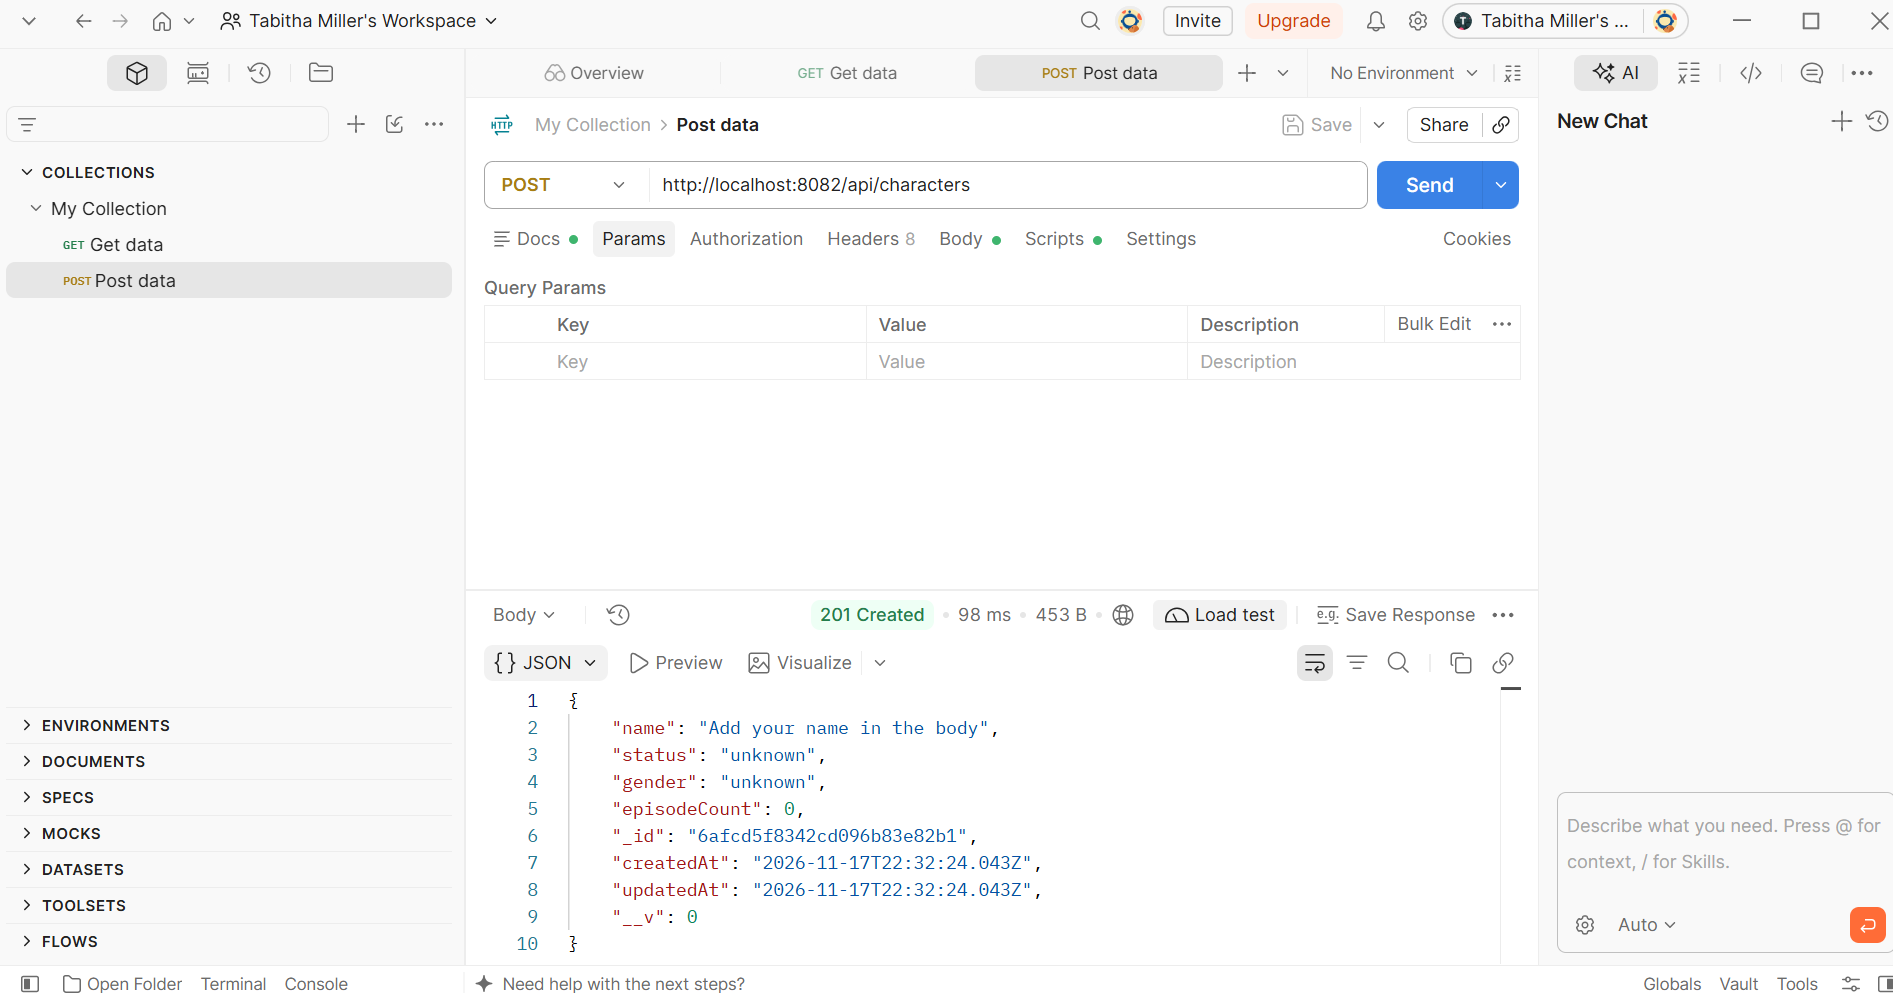 Tabitha Miller's Workspace
Invite
Upgrade
Tabitha Miller's ...
Overview
GET Get data
POST Post data
No Environment
AI
COLLECTIONS
My Collection
GET Get data
POST Post data
ENVIRONMENTS
DOCUMENTS
SPECS
MOCKS
DATASETS
TOOLSETS
FLOWS
HTTP My Collection > Post data
Save
Share
POST http://localhost:8082/api/characters
Send
Docs Params Authorization Headers 8 Body Scripts Settings Cookies
Query Params
Key Value Description Bulk Edit
Key Value Description
Body 201 Created 98 ms 453 B Load test e.g. Save Response
{} JSON Preview Visualize
1 {
2 "name": "Add your name in the body",
3 "status": "unknown",
4 "gender": "unknown",
5 "episodeCount": 0,
6 "_id": "6afcd5f8342cd096b83e82b1",
7 "createdAt": "2026-11-17T22:32:24.043Z",
8 "updatedAt": "2026-11-17T22:32:24.043Z",
9 "__v": 0
10 }
New Chat
Describe what you need. Press @ for
context, / for Skills.
Auto
Open Folder Terminal Console Need help with the next steps? Globals Vault Tools